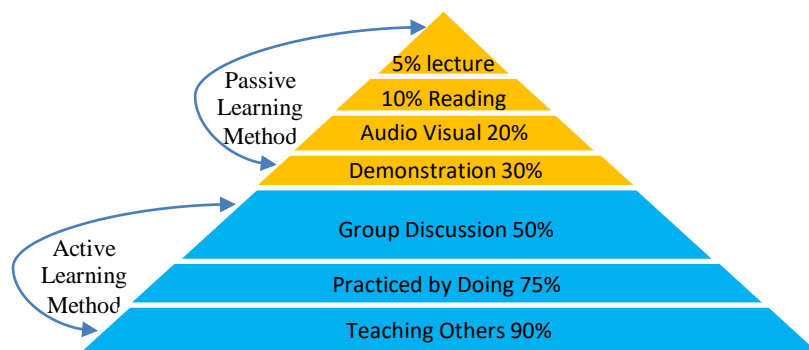 5% lecture
Passive
Learning
Method
10% Reading
Audio Visual 20%
Demonstration 30%
Group Discussion 50%
Active
Learning
Method
Practiced by Doing 75%
Teaching Others 90%